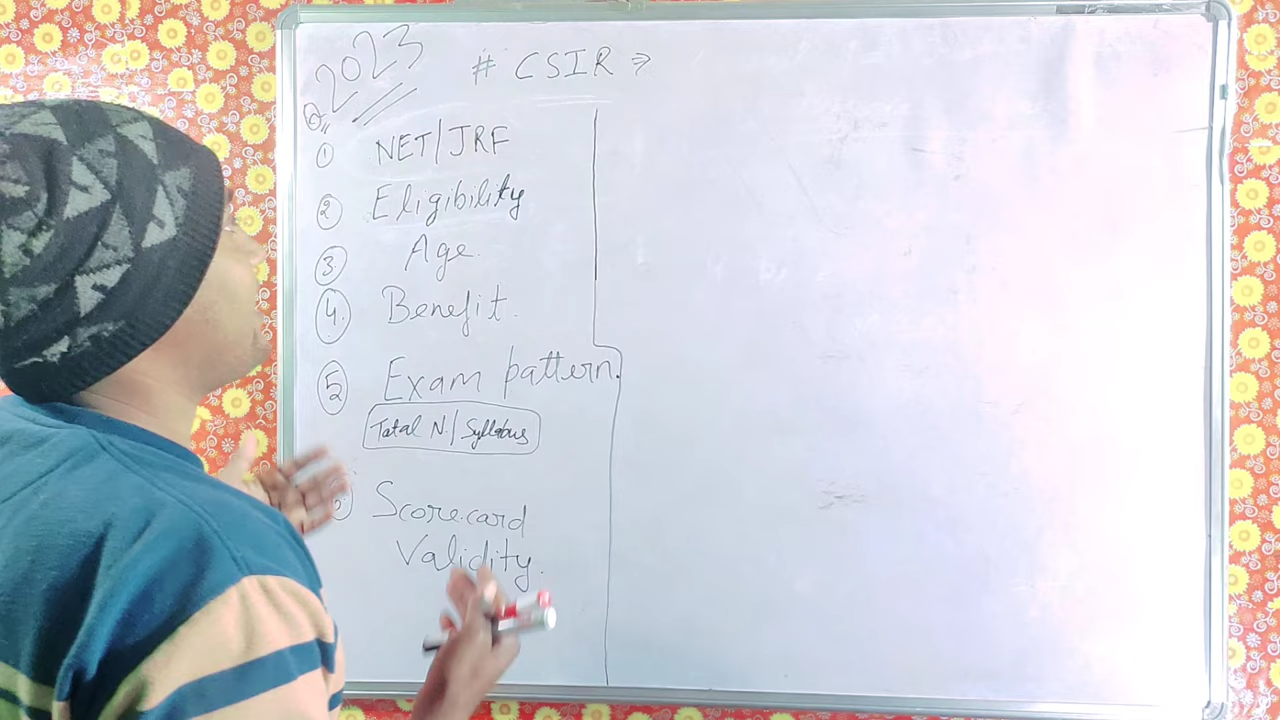 2023
# CSIR ⇒
① NET/JRF
② Eligibility
③ Age.
④. Benefit.
⑤ Exam pattern.
Total N./Syllabus
Scorecard
Validity.